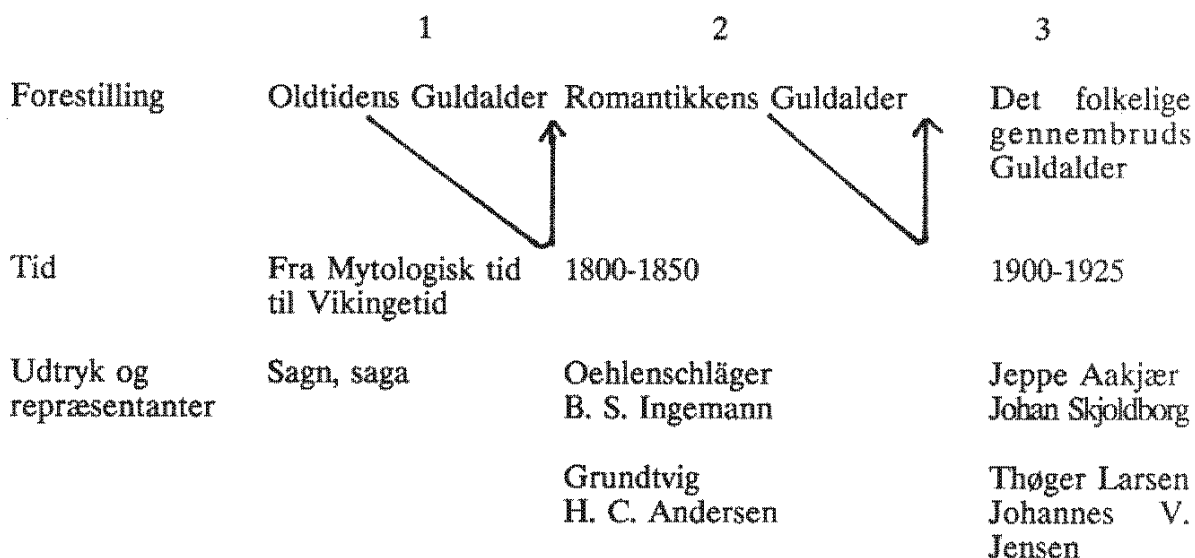 1 2 3
Forestilling Oldtidens Guldalder Romantikkens Guldalder Det folkelige
gennembruds
Guldalder
Tid Fra Mytologisk tid 1800-1850 1900-1925
til Vikingetid
Udtryk og Sagn, saga Oehlenschläger Jeppe Aakjær
repræsentanter B. S. Ingemann Johan Skjoldborg
Grundtvig Thøger Larsen
H. C. Andersen Johannes V.
Jensen